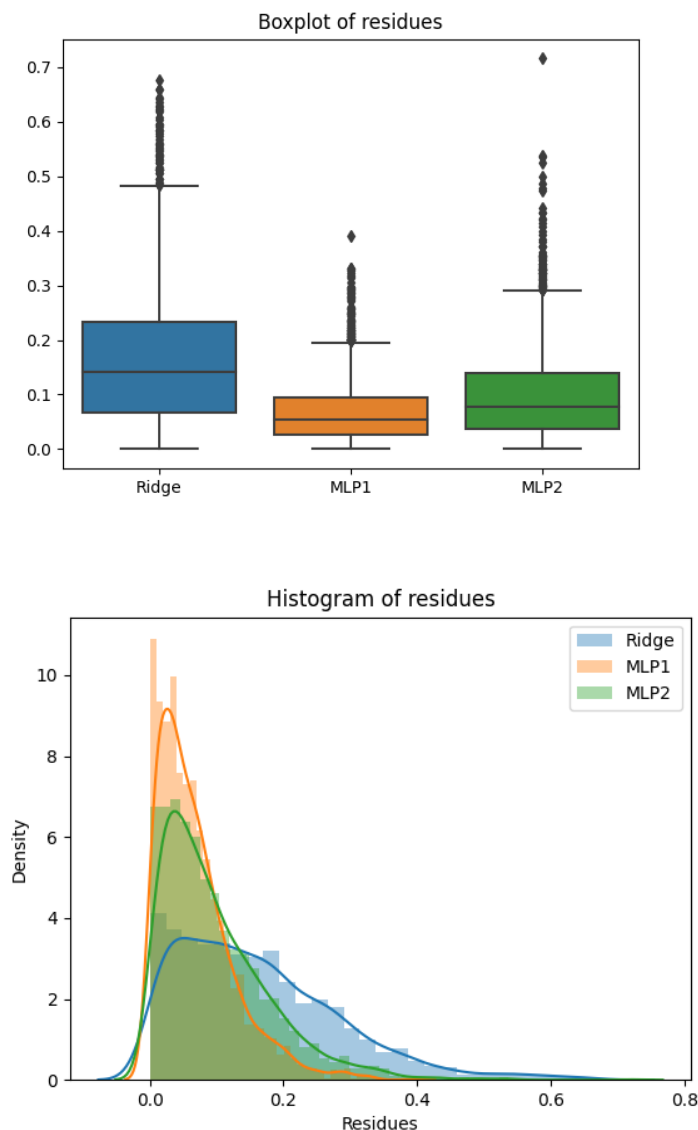 Boxplot of residues
0.7
0.6
0.5
0.4
0.3
0.2
0.1
0.0
Ridge MLP1 MLP2
Histogram of residues
Ridge
MLP1
MLP2
10
8
6
4
2
0
Density
0.0 0.2 0.4 0.6 0.8
Residues